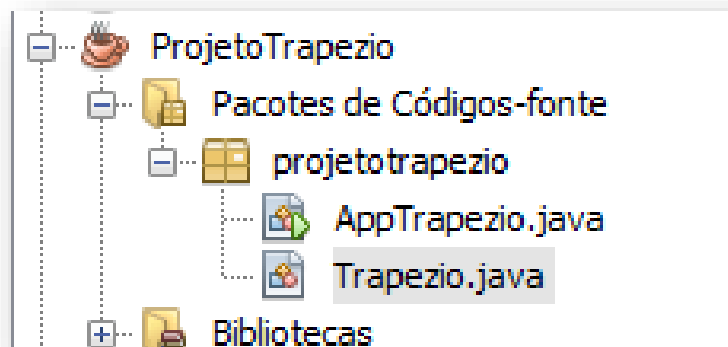 ProjetoTrapezio
Pacotes de Códigos-fonte
projetotrapezio
AppTrapezio.java
Trapezio.java
Bibliotecas